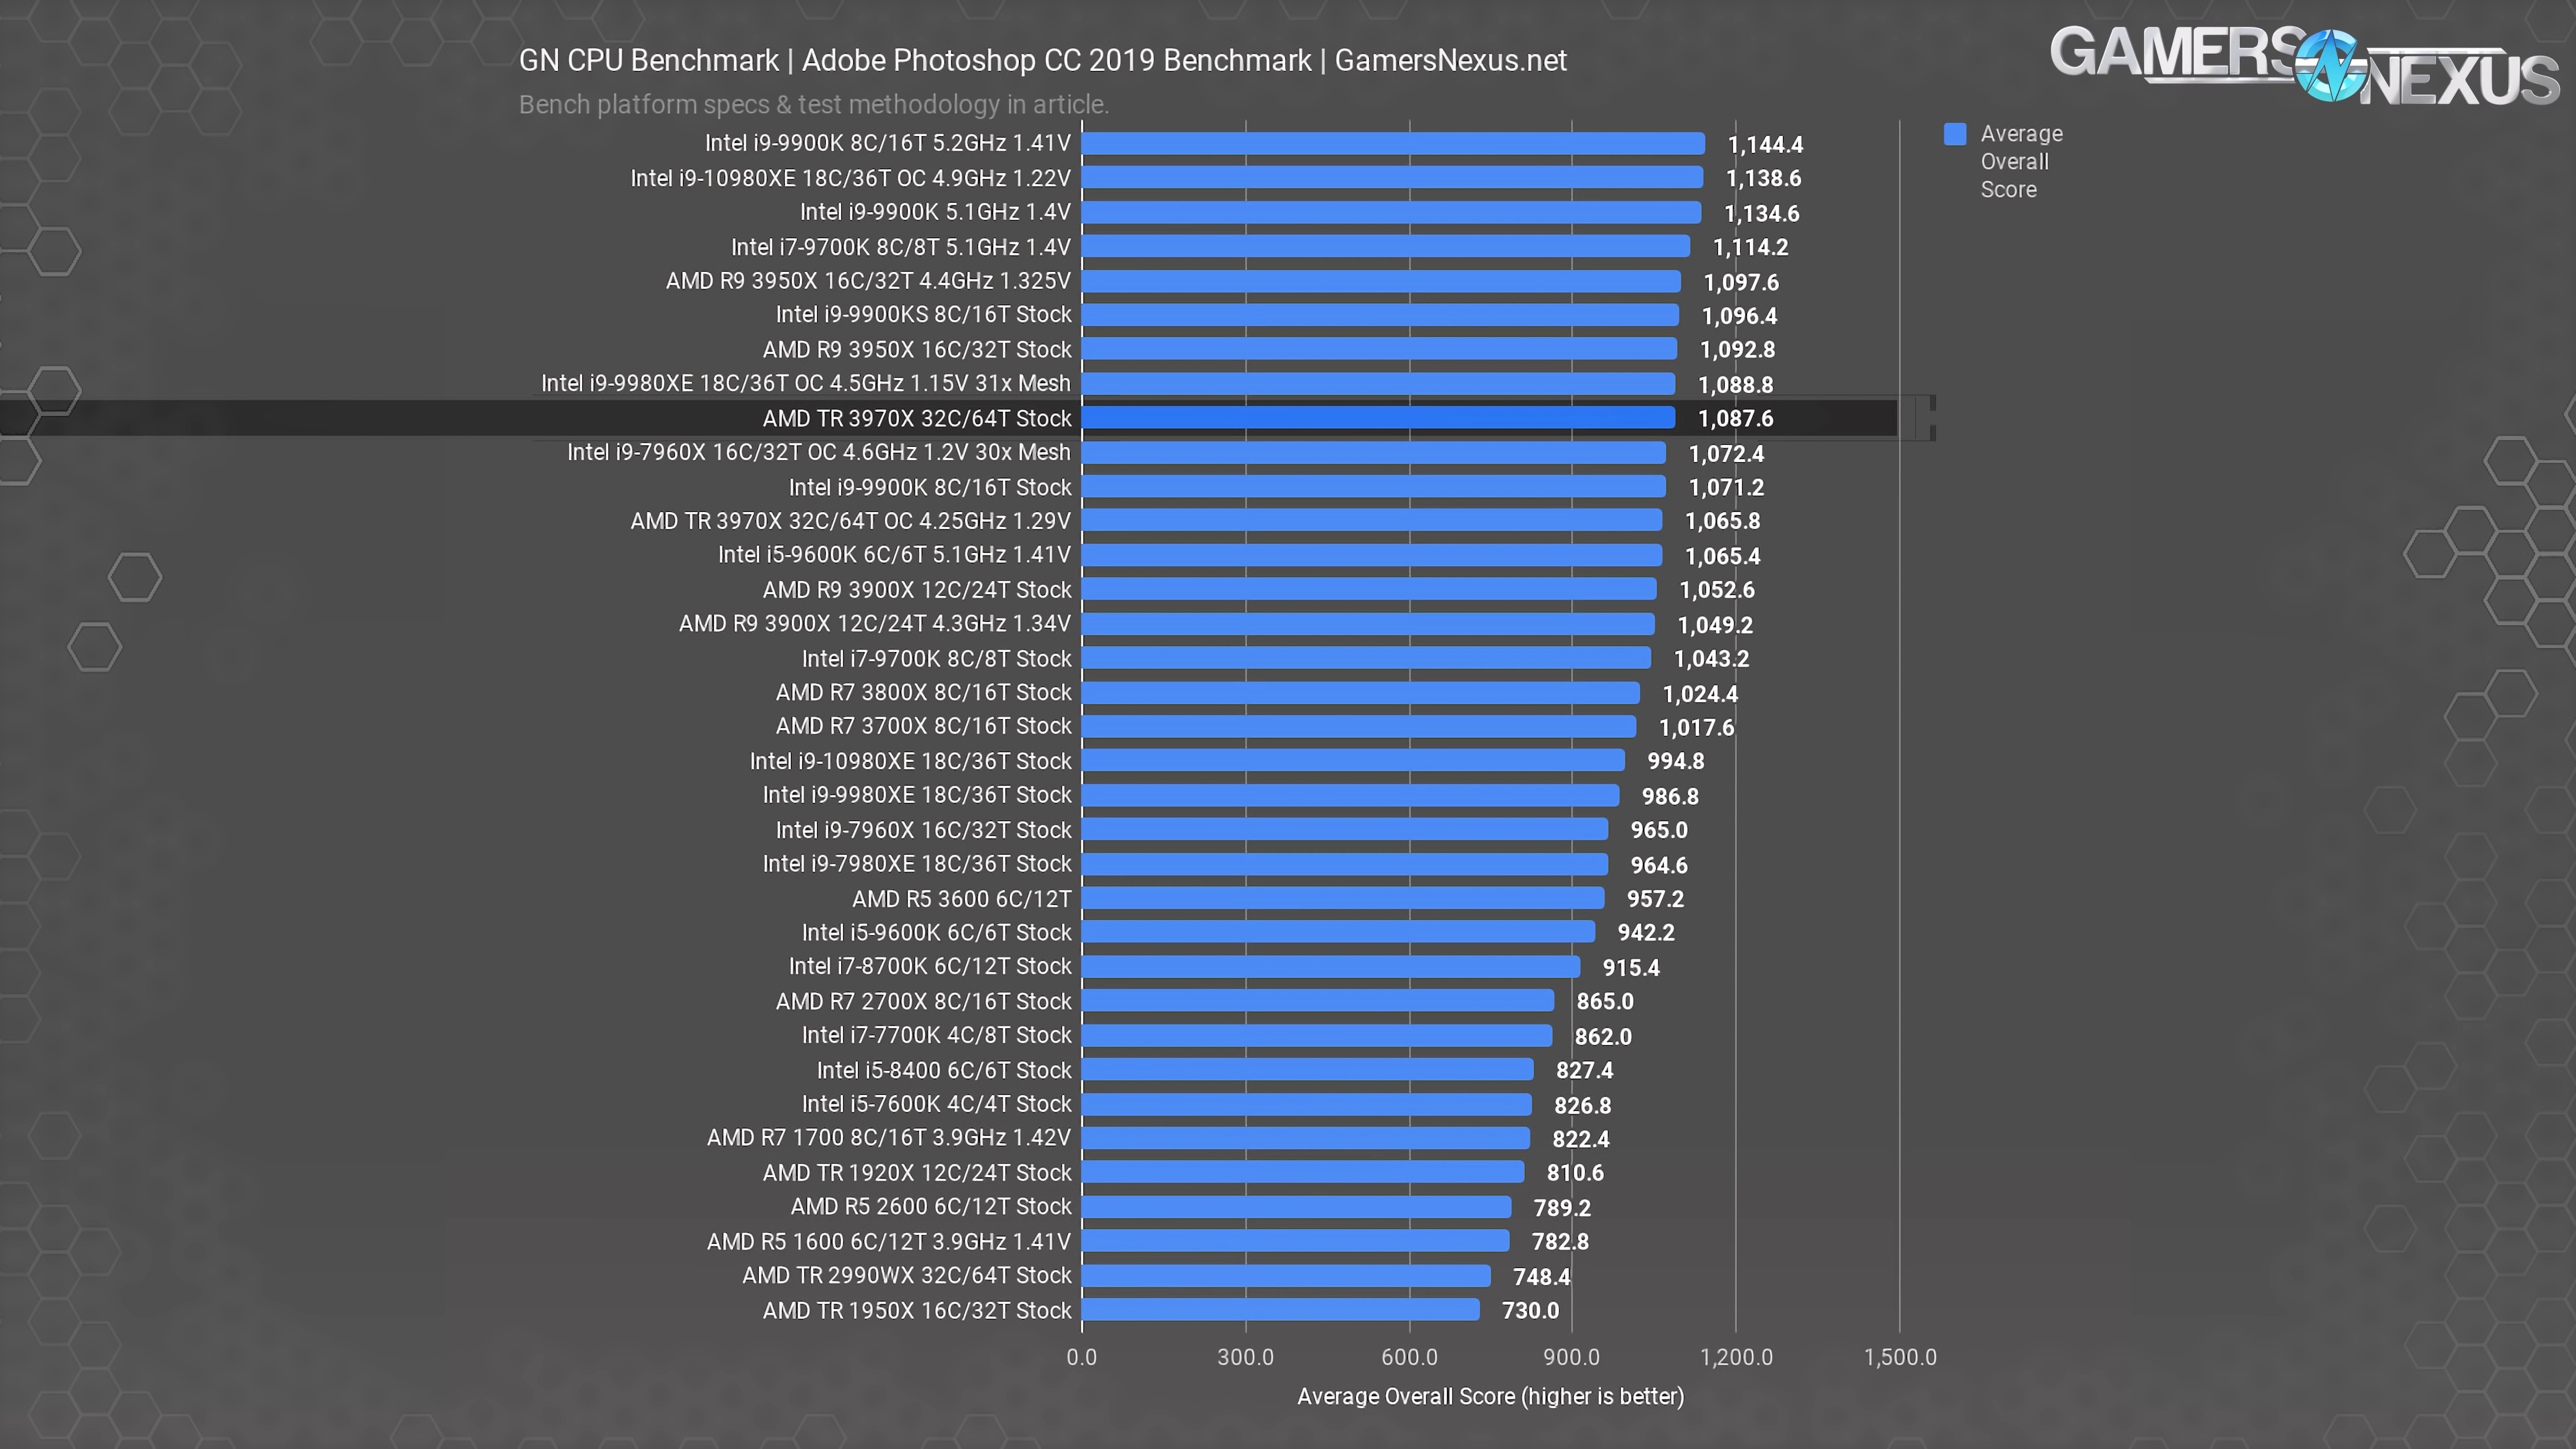 GN CPU Benchmark | Adobe Photoshop CC 2019 Benchmark | GamersNexus.net
GAMERS NEXUS
Bench platform specs & test methodology in article.
Average
Overall
Score
Intel i9-9900K 8C/16T 5.2GHz 1.41V 1,144.4
Intel i9-10980XE 18C/36T OC 4.9GHz 1.22V 1,138.6
Intel i9-9900K 5.1GHz 1.4V 1,134.6
Intel i7-9700K 8C/8T 5.1GHz 1.4V 1,114.2
AMD R9 3950X 16C/32T 4.4GHz 1.325V 1,097.6
Intel i9-9900KS 8C/16T Stock 1,096.4
AMD R9 3950X 16C/32T Stock 1,092.8
Intel i9-9980XE 18C/36T OC 4.5GHz 1.15V 31x Mesh 1,088.8
AMD TR 3970X 32C/64T Stock 1,087.6
Intel i9-7960X 16C/32T OC 4.6GHz 1.2V 30x Mesh 1,072.4
Intel i9-9900K 8C/16T Stock 1,071.2
AMD TR 3970X 32C/64T OC 4.25GHz 1.29V 1,065.8
Intel i5-9600K 6C/6T 5.1GHz 1.41V 1,065.4
AMD R9 3900X 12C/24T Stock 1,052.6
AMD R9 3900X 12C/24T 4.3GHz 1.34V 1,049.2
Intel i7-9700K 8C/8T Stock 1,043.2
AMD R7 3800X 8C/16T Stock 1,024.4
AMD R7 3700X 8C/16T Stock 1,017.6
Intel i9-10980XE 18C/36T Stock 994.8
Intel i9-9980XE 18C/36T Stock 986.8
Intel i9-7960X 16C/32T Stock 965.0
Intel i9-7980XE 18C/36T Stock 964.6
AMD R5 3600 6C/12T 957.2
Intel i5-9600K 6C/6T Stock 942.2
Intel i7-8700K 6C/12T Stock 915.4
AMD R7 2700X 8C/16T Stock 865.0
Intel i7-7700K 4C/8T Stock 862.0
Intel i5-8400 6C/6T Stock 827.4
Intel i5-7600K 4C/4T Stock 826.8
AMD R7 1700 8C/16T 3.9GHz 1.42V 822.4
AMD TR 1920X 12C/24T Stock 810.6
AMD R5 2600 6C/12T Stock 789.2
AMD R5 1600 6C/12T 3.9GHz 1.41V 782.8
AMD TR 2990WX 32C/64T Stock 748.4
AMD TR 1950X 16C/32T Stock 730.0
0.0 300.0 600.0 900.0 1,200.0 1,500.0
Average Overall Score (higher is better)